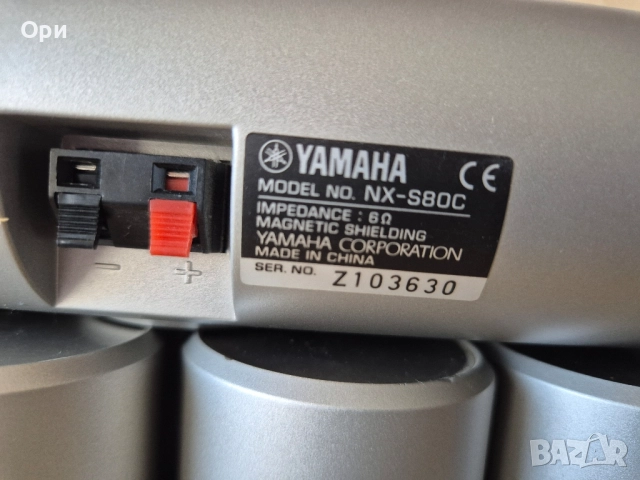 Ори
YAMAHA CE
MODEL NO. NX-S80C
IMPEDANCE : 6Ω
MAGNETIC SHIELDING
YAMAHA CORPORATION
MADE IN CHINA
SER. NO. Z103630
- +
BAZAR